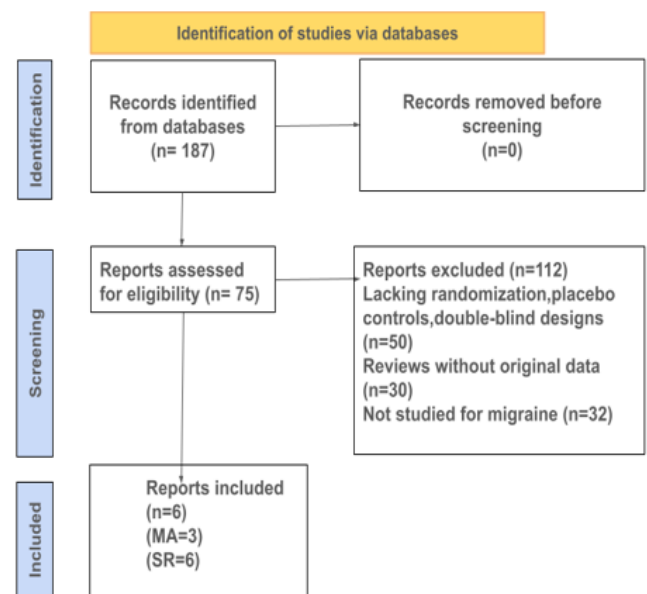 Identification of studies via databases
Identification
Records identified
from databases
(n= 187)
Records removed before
screening
(n=0)
Screening
Reports assessed
for eligibility (n= 75)
Reports excluded (n=112)
Lacking randomization,placebo
controls,double-blind designs
(n=50)
Reviews without original data
(n=30)
Not studied for migraine (n=32)
Included
Reports included
(n=6)
(MA=3)
(SR=6)